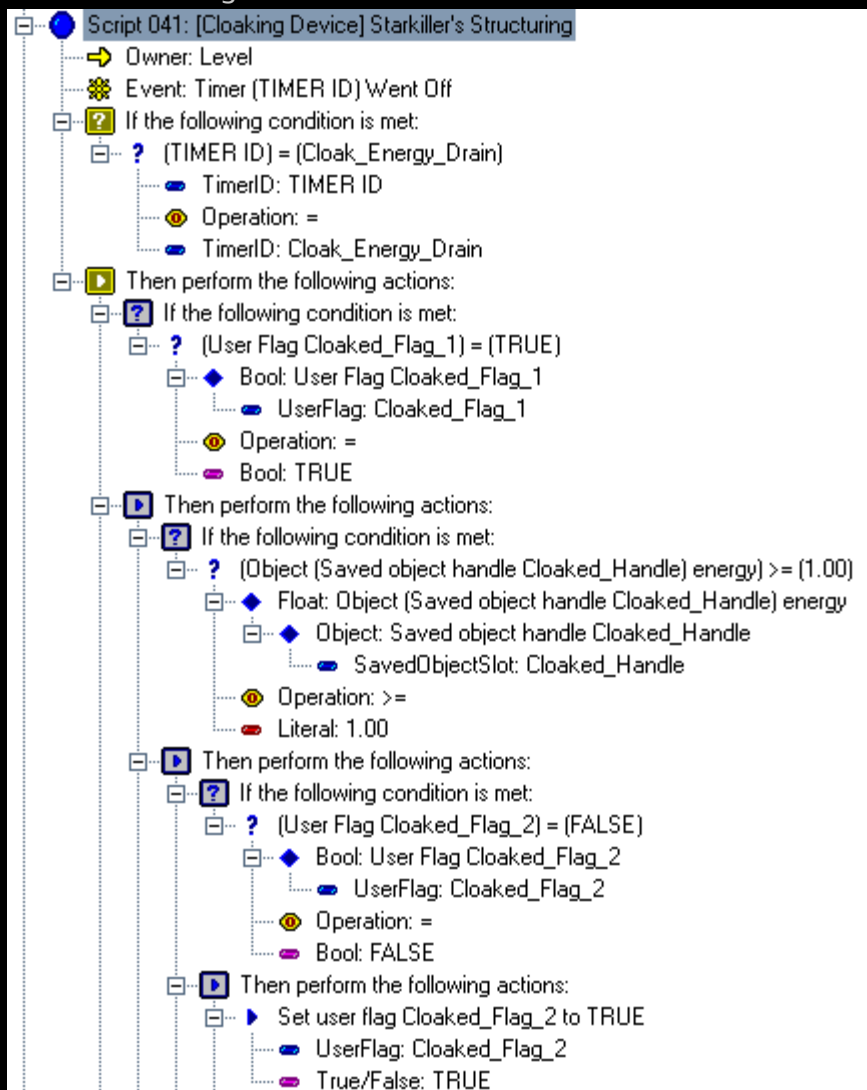 Script 041: [Cloaking Device] Starkiller's Structuring
Owner: Level
Event: Timer (TIMER ID) Went Off
If the following condition is met:
(TIMER ID) = (Cloak_Energy_Drain)
TimerID: TIMER ID
Operation: =
TimerID: Cloak_Energy_Drain
Then perform the following actions:
If the following condition is met:
(User Flag Cloaked_Flag_1) = (TRUE)
Bool: User Flag Cloaked_Flag_1
UserFlag: Cloaked_Flag_1
Operation: =
Bool: TRUE
Then perform the following actions:
If the following condition is met:
(Object (Saved object handle Cloaked_Handle) energy) >= (1.00)
Float: Object (Saved object handle Cloaked_Handle) energy
Object: Saved object handle Cloaked_Handle
SavedObjectSlot: Cloaked_Handle
Operation: >=
Literal: 1.00
Then perform the following actions:
If the following condition is met:
(User Flag Cloaked_Flag_2) = (FALSE)
Bool: User Flag Cloaked_Flag_2
UserFlag: Cloaked_Flag_2
Operation: =
Bool: FALSE
Then perform the following actions:
Set user flag Cloaked_Flag_2 to TRUE
UserFlag: Cloaked_Flag_2
True/False: TRUE